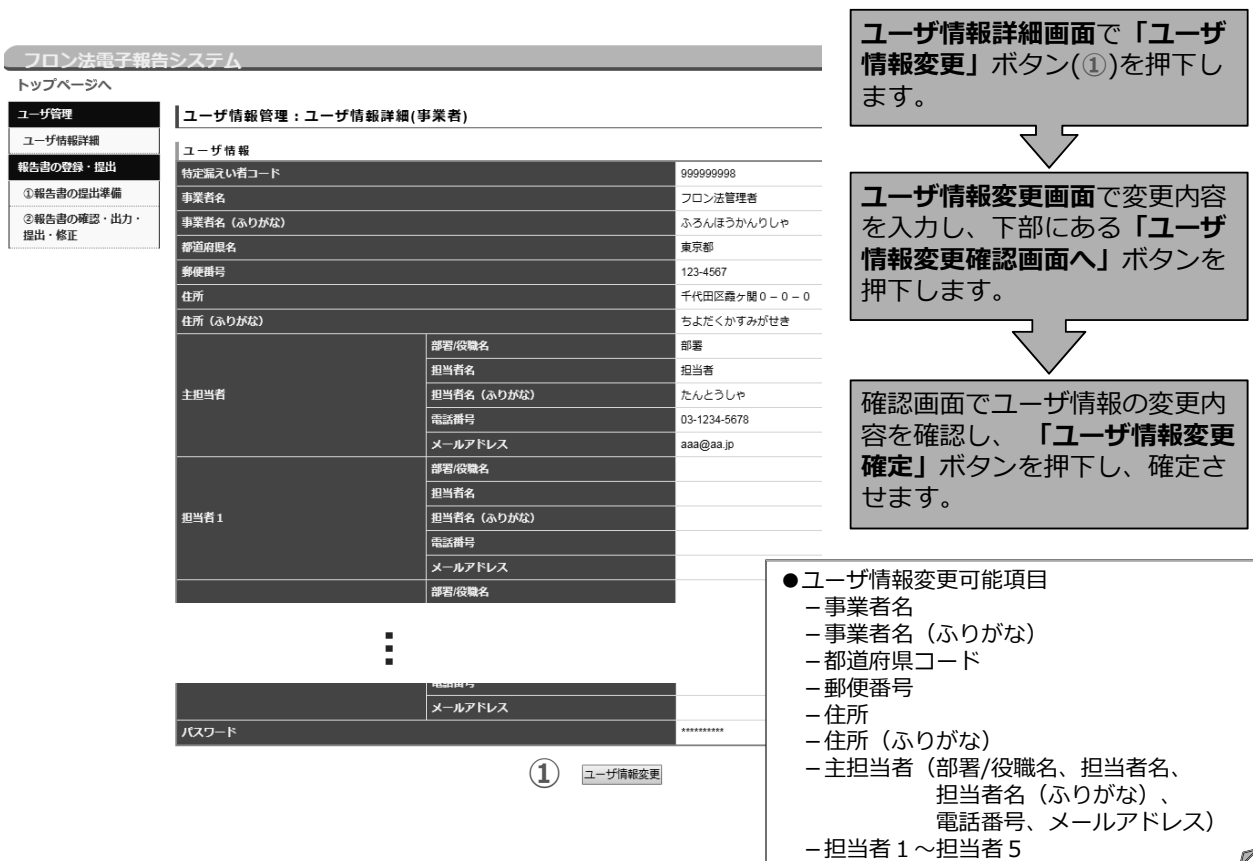 フロン法電子報告システム
トップページへ
ユーザ管理
ユーザ情報詳細
報告書の登録・提出
①報告書の提出準備
②報告書の確認・出力・
提出・修正
ユーザ情報管理：ユーザ情報詳細(事業者)
ユーザ情報
特定漏えい者コード 999999998
事業者名 フロン法管理者
事業者名（ふりがな） ふろんほうかんりしゃ
都道府県名 東京都
郵便番号 123-4567
住所 千代田区霞ヶ関０－０－０
住所（ふりがな） ちよだくかすみがせき
主担当者
部署/役職名 部署
担当者名 担当者
担当者名（ふりがな） たんとうしゃ
電話番号 03-1234-5678
メールアドレス aaa@aa.jp
担当者１
部署/役職名
担当者名
担当者名（ふりがな）
電話番号
メールアドレス
部署/役職名
電話番号
メールアドレス
パスワード **********
① ユーザ情報変更
ユーザ情報詳細画面で「ユーザ
情報変更」ボタン(①)を押下し
ます。
ユーザ情報変更画面で変更内容
を入力し、下部にある「ユーザ
情報変更確認画面へ」ボタンを
押下します。
確認画面でユーザ情報の変更内
容を確認し、「ユーザ情報変更
確定」ボタンを押下し、確定さ
せます。
●ユーザ情報変更可能項目
－事業者名
－事業者名（ふりがな）
－都道府県コード
－郵便番号
－住所
－住所（ふりがな）
－主担当者（部署/役職名、担当者名、
担当者名（ふりがな）、
電話番号、メールアドレス）
－担当者１～担当者５